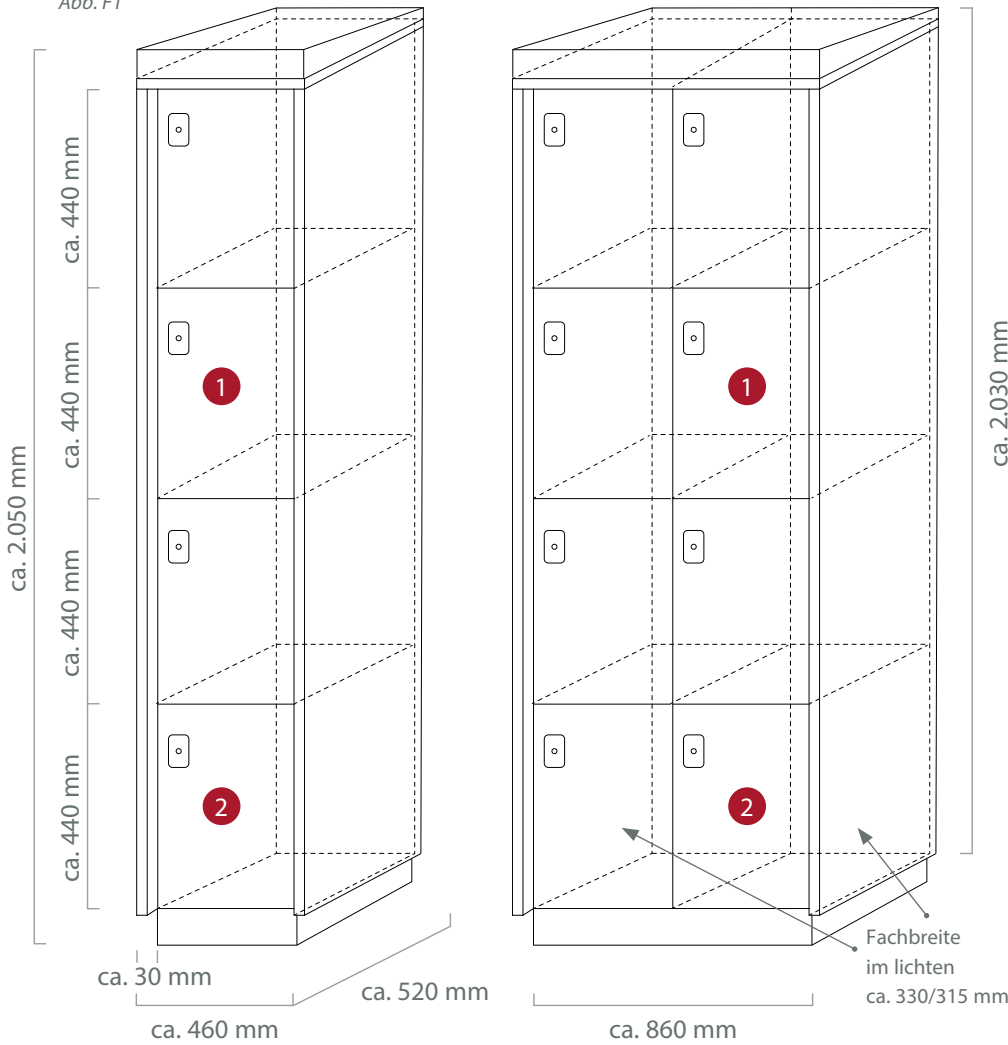 Abb. F1
ca. 440 mm
ca. 440 mm
ca. 440 mm
ca. 440 mm
ca. 2.050 mm
1
2
ca. 30 mm
ca. 460 mm
ca. 520 mm
1
2
ca. 2.030 mm
Fachbreite
im lichten
ca. 330/315 mm
ca. 860 mm